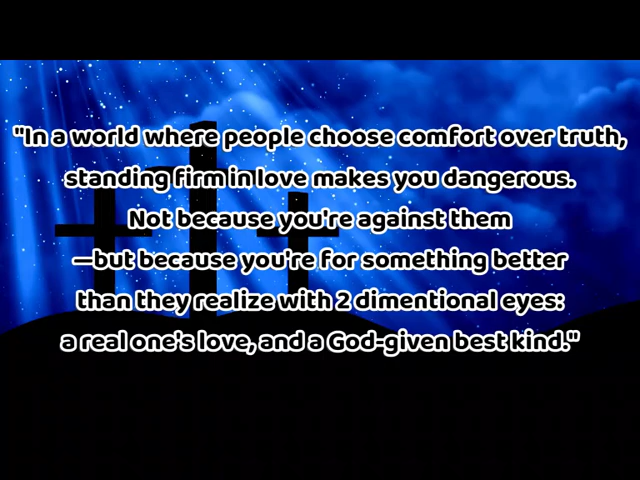 "In a world where people choose comfort over truth,
standing firm in love makes you dangerous.
Not because you're against them
—but because you're for something better
than they realize with 2 dimentional eyes:
a real one's love, and a God-given best kind."